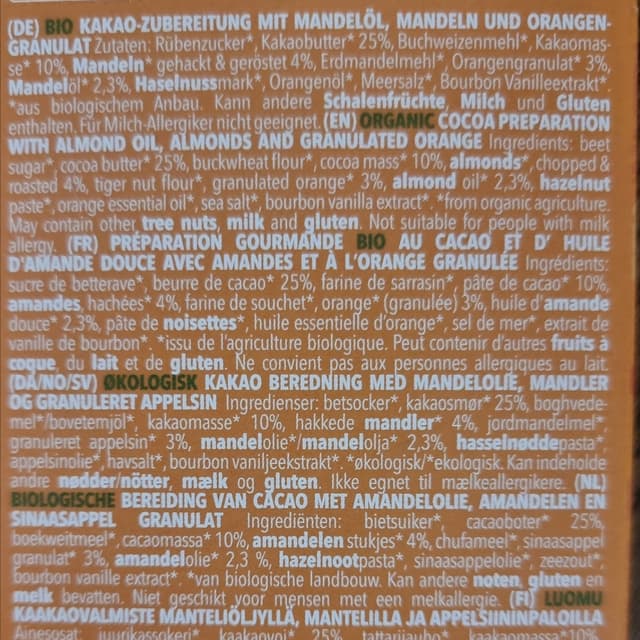 (DE) BIO KAKAO-ZUBEREITUNG MIT MANDELÖL, MANDELN UND ORANGEN-
GRANULAT Zutaten: Rübenzucker*, Kakaobutter* 25%, Buchweizenmehl*, Kakaomas-
se* 10%, Mandeln* gehackt & geröstet 4%, Erdmandelmehl*, Orangengranulat* 3%,
Mandelöl* 2,3%, Haselnussmark*, Orangenöl*, Meersalz*, Bourbon Vanilleextrakt*.
*aus biologischem Anbau. Kann andere Schalenfrüchte, Milch und Gluten
enthalten. Für Milch-Allergiker nicht geeignet. (EN) ORGANIC COCOA PREPARATION
WITH ALMOND OIL, ALMONDS AND GRANULATED ORANGE Ingredients: beet
sugar*, cocoa butter* 25%, buckwheat flour*, cocoa mass* 10%, almonds*, chopped &
roasted 4%, tiger nut flour*, granulated orange* 3%, almond oil* 2,3%, hazelnut
paste*, orange essential oil*, sea salt*, bourbon vanilla extract*. *from organic agriculture.
May contain other tree nuts, milk and gluten. Not suitable for people with milk
allergy. (FR) PRÉPARATION GOURMANDE BIO AU CACAO ET D' HUILE
D'AMANDE DOUCE AVEC AMANDES ET À L'ORANGE GRANULÉE Ingrédients:
sucre de betterave*, beurre de cacao* 25%, farine de sarrasin*, pâte de cacao* 10%,
amandes, hachées* 4%, farine de souchet*, orange* (granulée) 3%, huile d'amande
douce* 2,3%, pâte de noisettes*, huile essentielle d'orange*, sel de mer*, extrait de
vanille de bourbon*. *issu de l'agriculture biologique. Peut contenir d'autres fruits à
coque, du lait et de gluten. Ne convient pas aux personnes allergiques au lait.
(DA/NO/SV) ØKOLOGISK KAKAO BEREDNING MED MANDELOLIE, MANDLER
OG GRANULERET APPELSIN Ingredienser: betsocker*, kakaosmør* 25%, boghvede-
mel*/bovetemjöl*, kakaomasse* 10%, hakkede mandler* 4%, jordmandelmel*,
granuleret appelsin* 3%, mandelolie*/mandelolja* 2,3%, hasselnøddepasta*,
appelsinolie*, havsalt*, bourbon vaniljeekstrakt*. *økologisk/*ekologisk. Kan indeholde
andre nødder/nötter, mælk og gluten. Ikke egnet til mælkeallergikere. (NL)
BIOLOGISCHE BEREIDING VAN CACAO MET AMANDELOLIE, AMANDELEN EN
SINAASAPPEL GRANULAT Ingrediënten: bietsuiker*, cacaoboter* 25%,
boekweitmeel*, cacaomassa* 10%, amandelen stukjes* 4%, chufameel*, sinaasappel
granulat* 3%, amandelolie* 2,3 %, hazelnootpasta*, sinaasappelolie*, zeezout*,
bourbon vanille extract*. *van biologische landbouw. Kan andere noten, gluten en
melk bevatten. Niet geschikt voor mensen met een melkallergie. (FI) LUOMU
KAAKAOVALMISTE MANTELIÖLJYLLÄ, MANTELILLA JA APPELSIININPALOILLA
Ainesosat: juurikassokeri*, kaakaovoi* 25%, tattarijauho*, kaakaomassa* 10%,